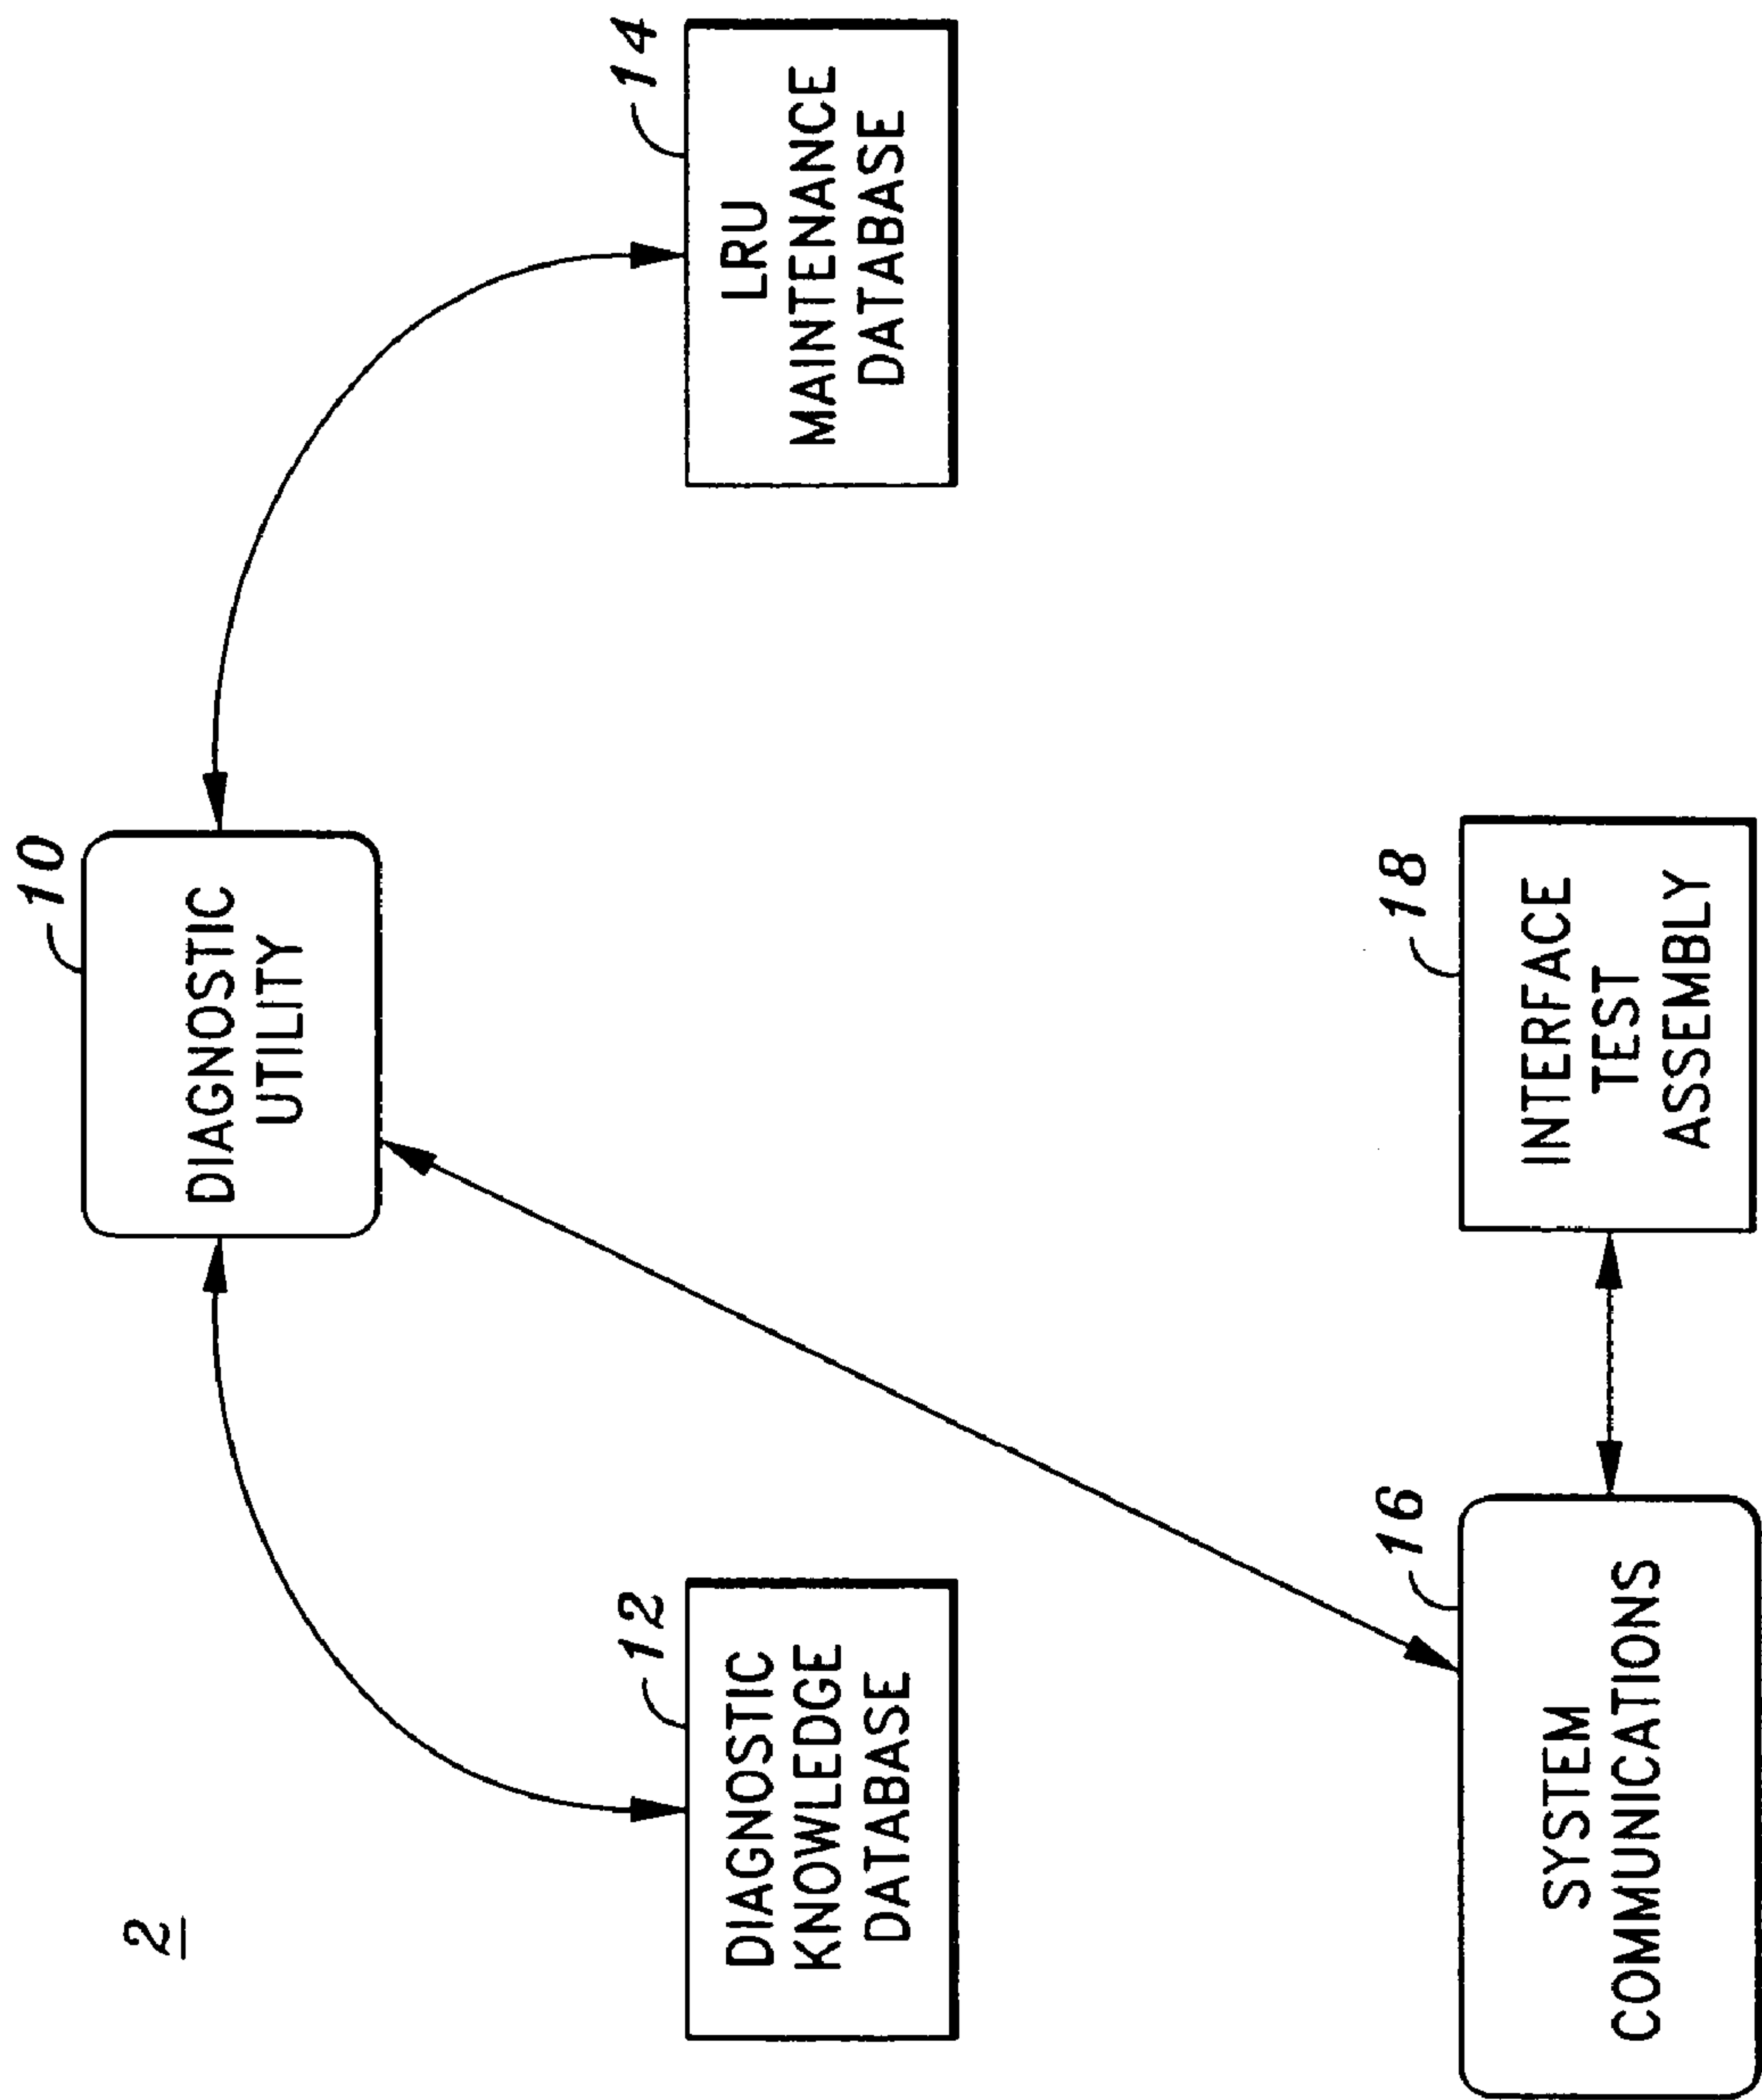 2
10
DIAGNOSTIC
UTILITY
12
DIAGNOSTIC
KNOWLEDGE
DATABASE
14
LRU
MAINTENANCE
DATABASE
16
SYSTEM
COMMUNICATIONS
18
INTERFACE
TEST
ASSEMBLY